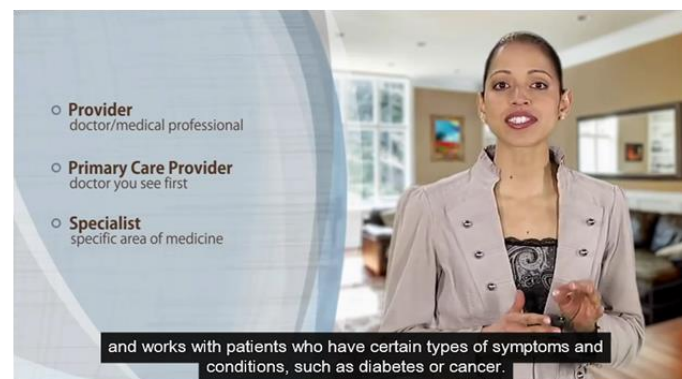 Provider
doctor/medical professional
Primary Care Provider
doctor you see first
Specialist
specific area of medicine
and works with patients who have certain types of symptoms and
conditions, such as diabetes or cancer.